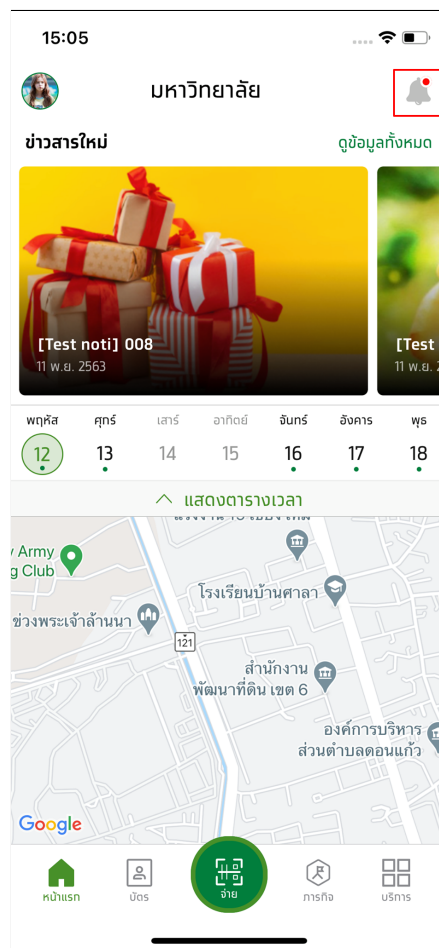 15:05
มหาวิทยาลัย
ข่าวสารใหม่
ดูข้อมูลทั้งหมด
[Test noti] 008
[Test
11 พ.ย. 2563
11 พ.ย.
พฤหัส ศุกร์ เสาร์ อาทิตย์ จันทร์ อังคาร พุธ
12 13 14 15 16 17 18
แสดงตารางเวลา
Army
g Club
โรงเรียนบ้านศาลา
ข่วงพระเจ้าล้านนา
121
สำนักงาน
พัฒนาที่ดิน เขต 6
องค์การบริหาร
ส่วนตำบลดอนแก้ว
Google
หน้าแรก บัตร จ่าย ภารกิจ บริการ